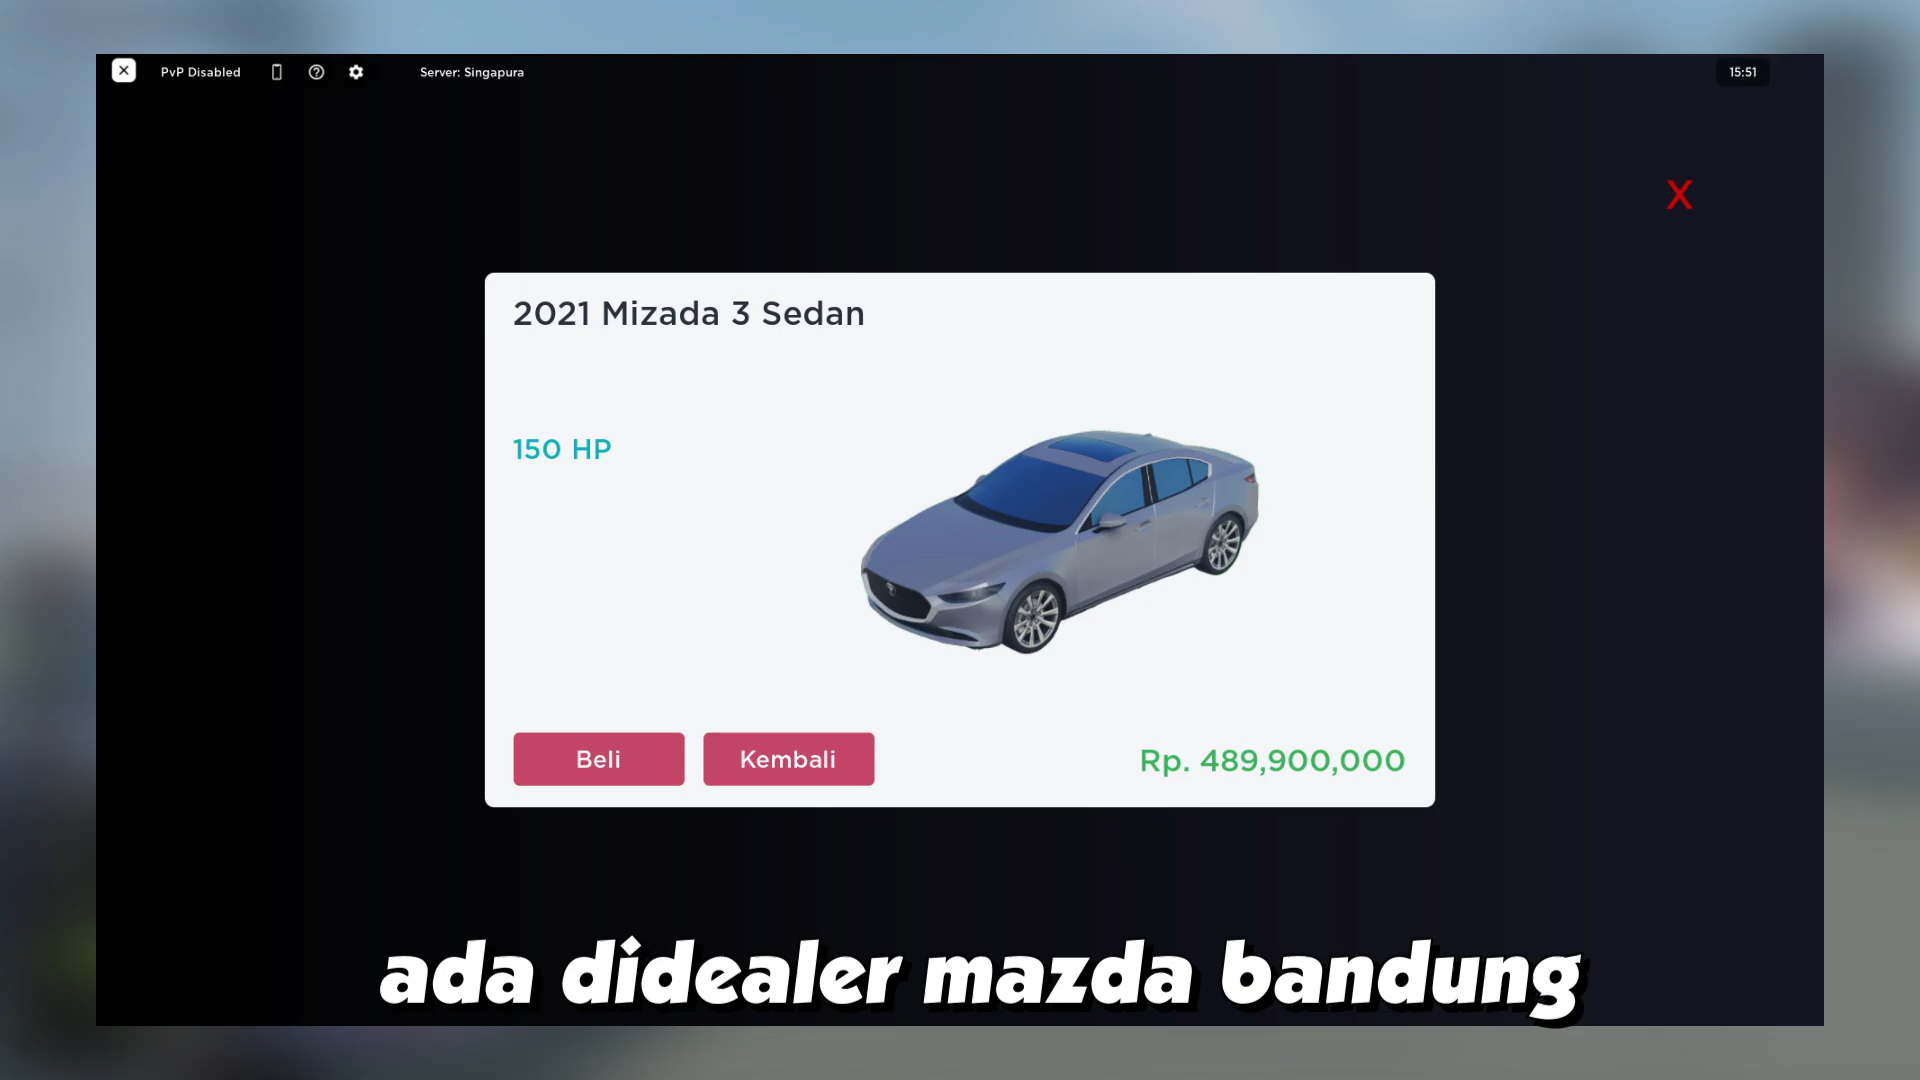 PvP Disabled
Server: Singapura
15:51
X
2021 Mizada 3 Sedan
150 HP
Beli
Kembali
Rp. 489,900,000
ada didealer mazda bandung